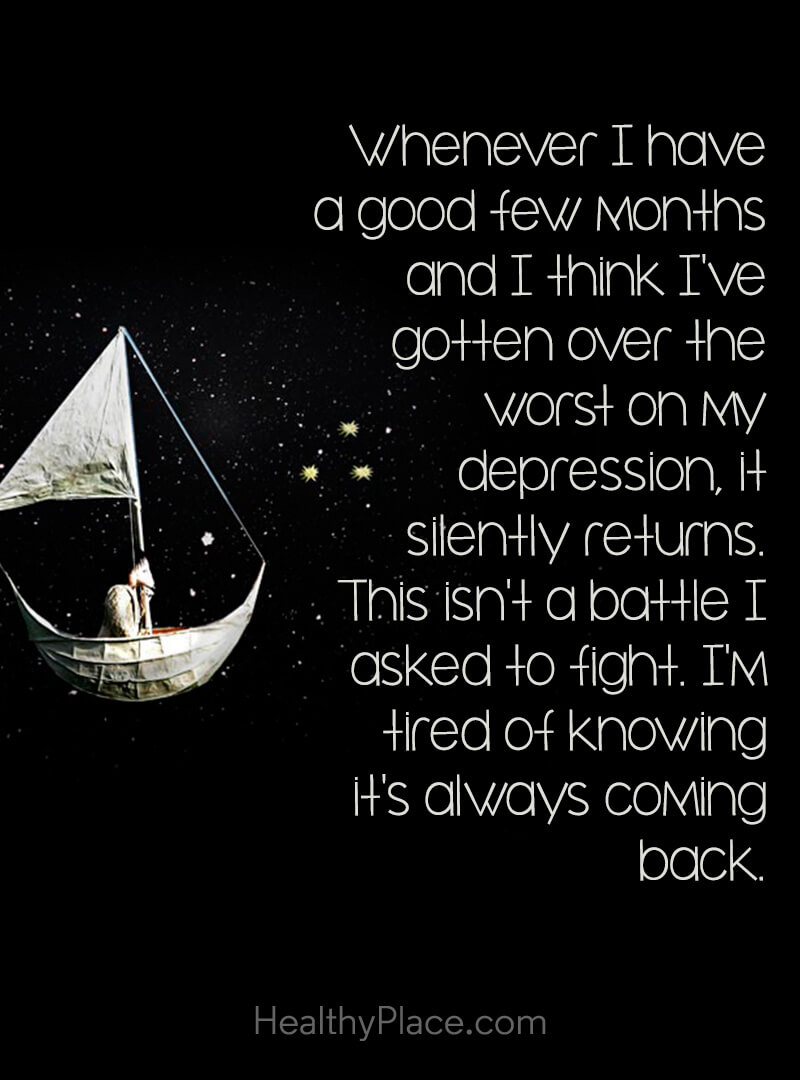 Whenever I have
a good few months
and I think I've
gotten over the
worst on my
depression, it
silently returns.
This isn't a battle I
asked to fight. I'm
tired of knowing
it's always coming
back.
HealthyPlace.com